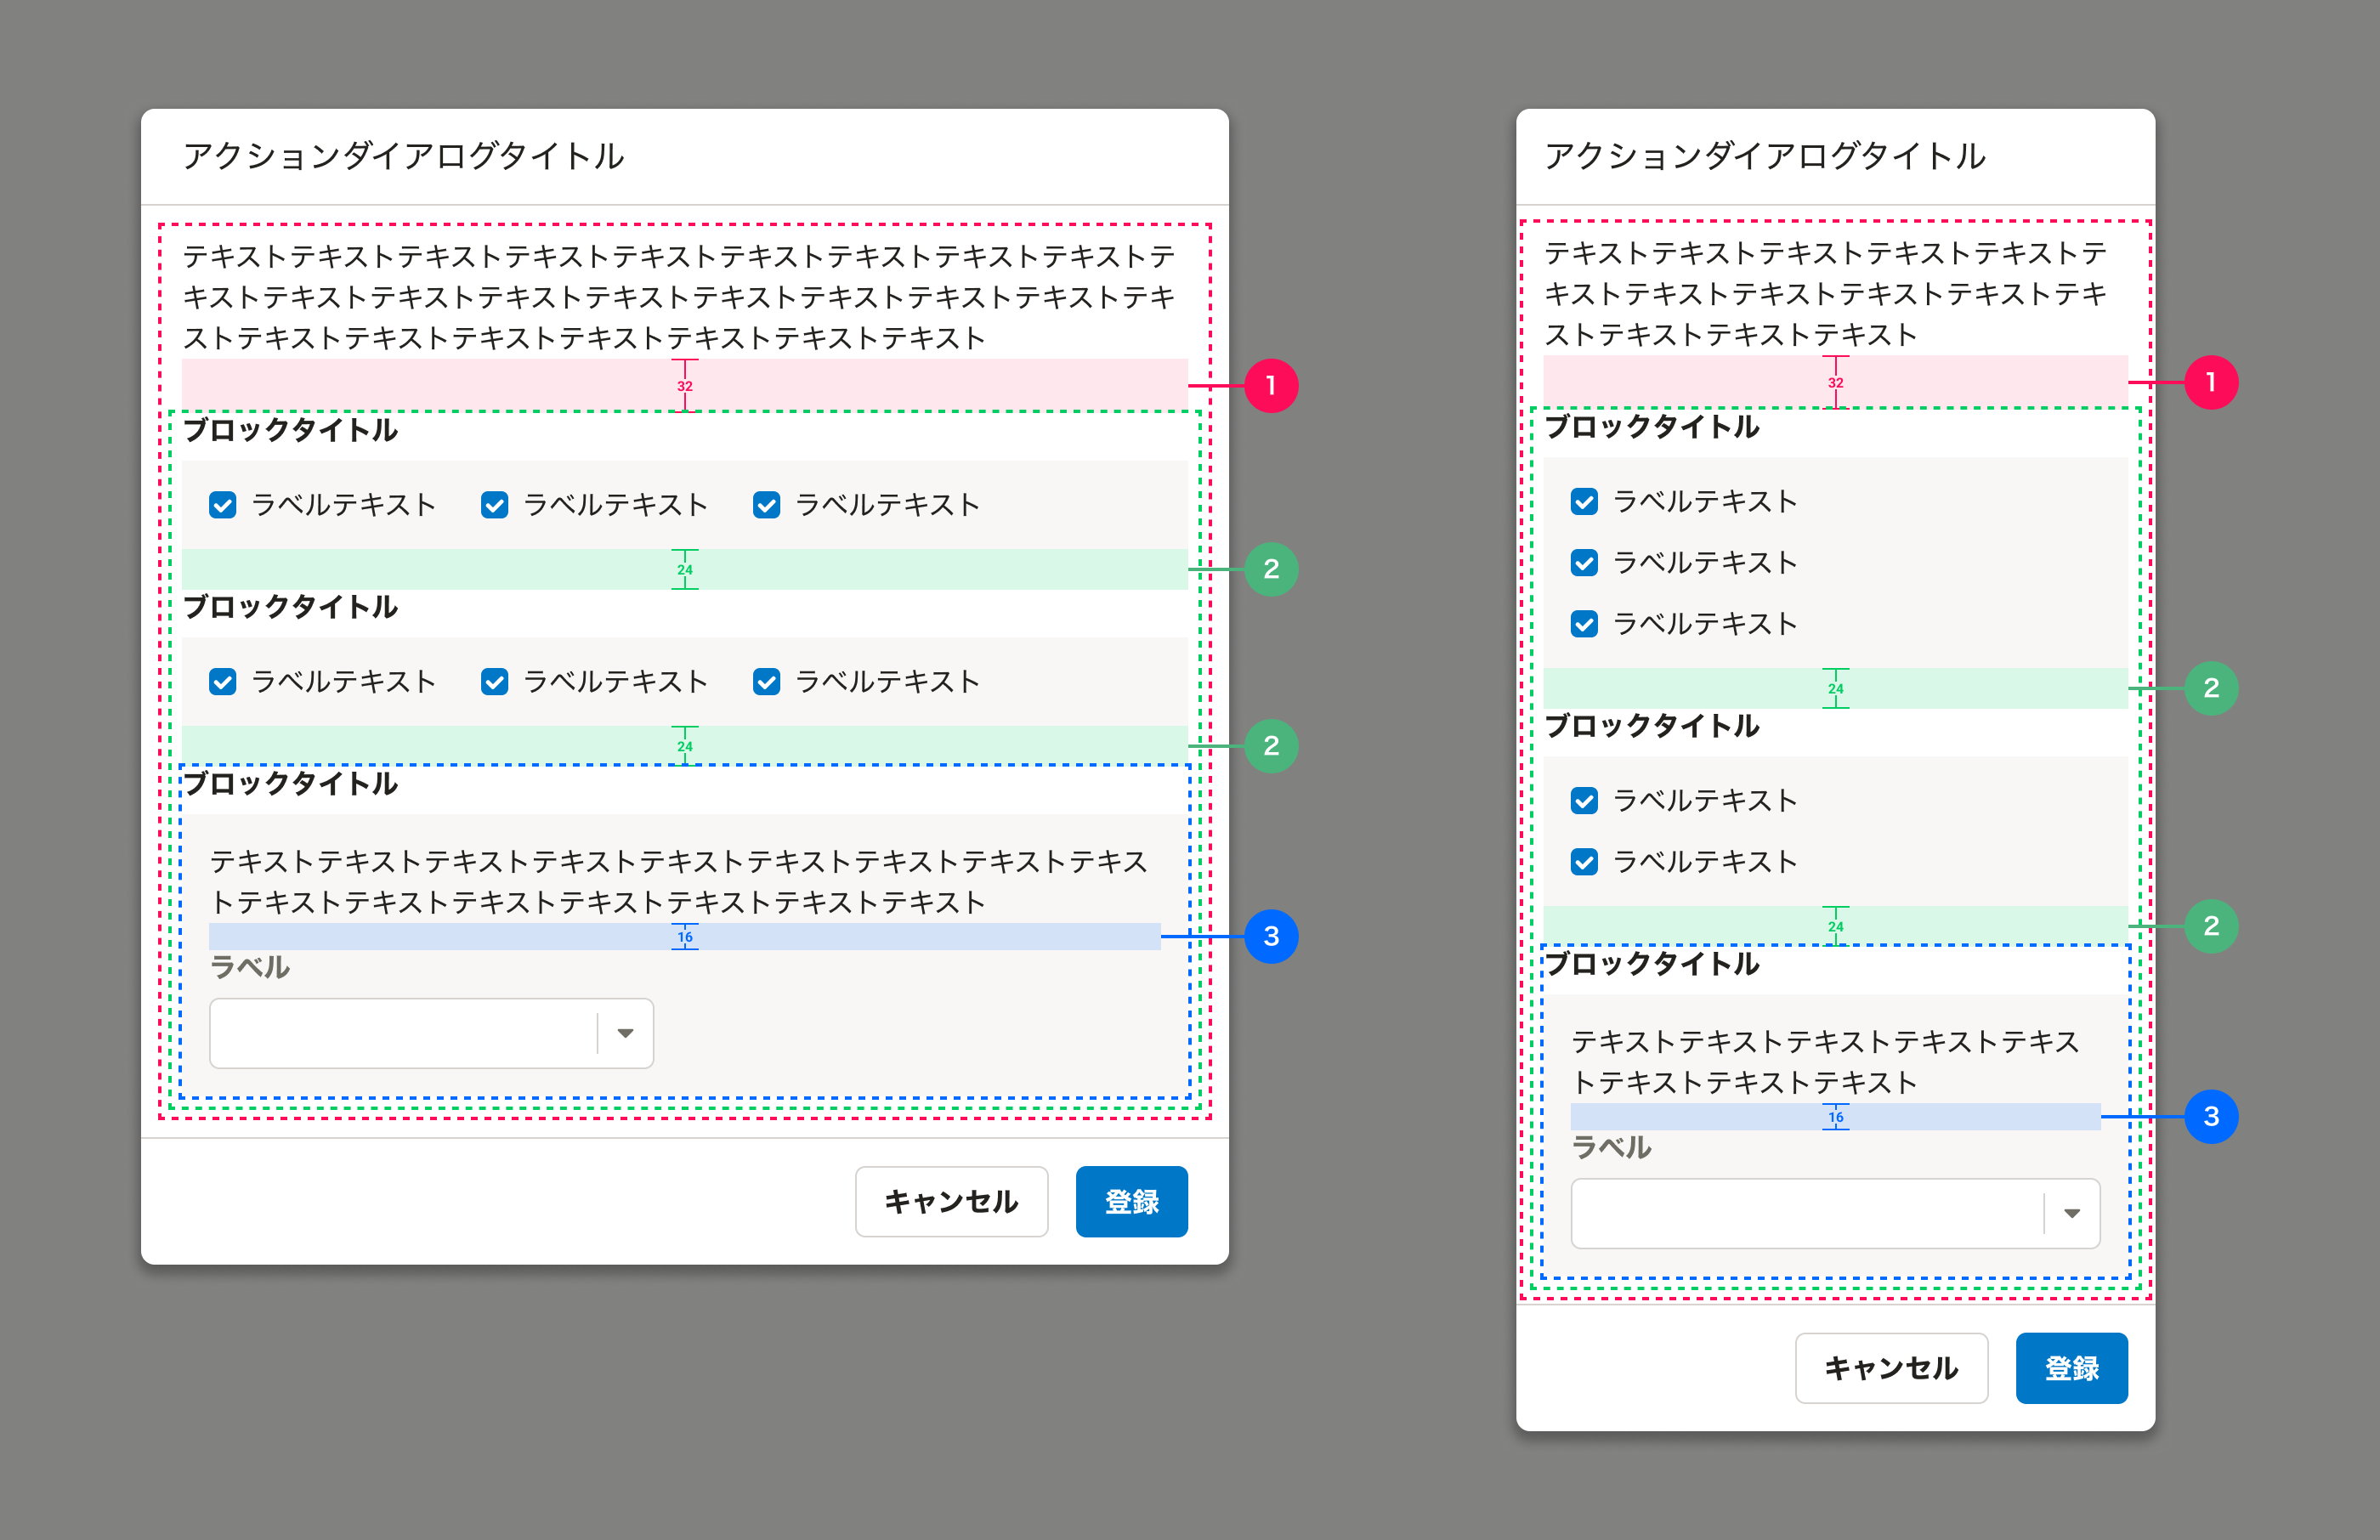 アクションダイアログタイトル
テキストテキストテキストテキストテキストテキストテキストテキストテキストテ
キストテキストテキストテキストテキストテキストテキストテキストテキストテキ
ストテキストテキストテキストテキストテキストテキストテキスト
32
1
ブロックタイトル
ラベルテキスト ラベルテキスト ラベルテキスト
24
2
ブロックタイトル
ラベルテキスト ラベルテキスト ラベルテキスト
24
2
ブロックタイトル
テキストテキストテキストテキストテキストテキストテキストテキストテキス
トテキストテキストテキストテキストテキストテキストテキスト
16
3
ラベル
キャンセル 登録
アクションダイアログタイトル
テキストテキストテキストテキストテキストテ
キストテキストテキストテキストテキストテキ
ストテキストテキストテキスト
32
1
ブロックタイトル
ラベルテキスト
ラベルテキスト
ラベルテキスト
24
2
ブロックタイトル
ラベルテキスト
ラベルテキスト
24
2
ブロックタイトル
テキストテキストテキストテキストテキス
トテキストテキストテキスト
16
3
ラベル
キャンセル 登録